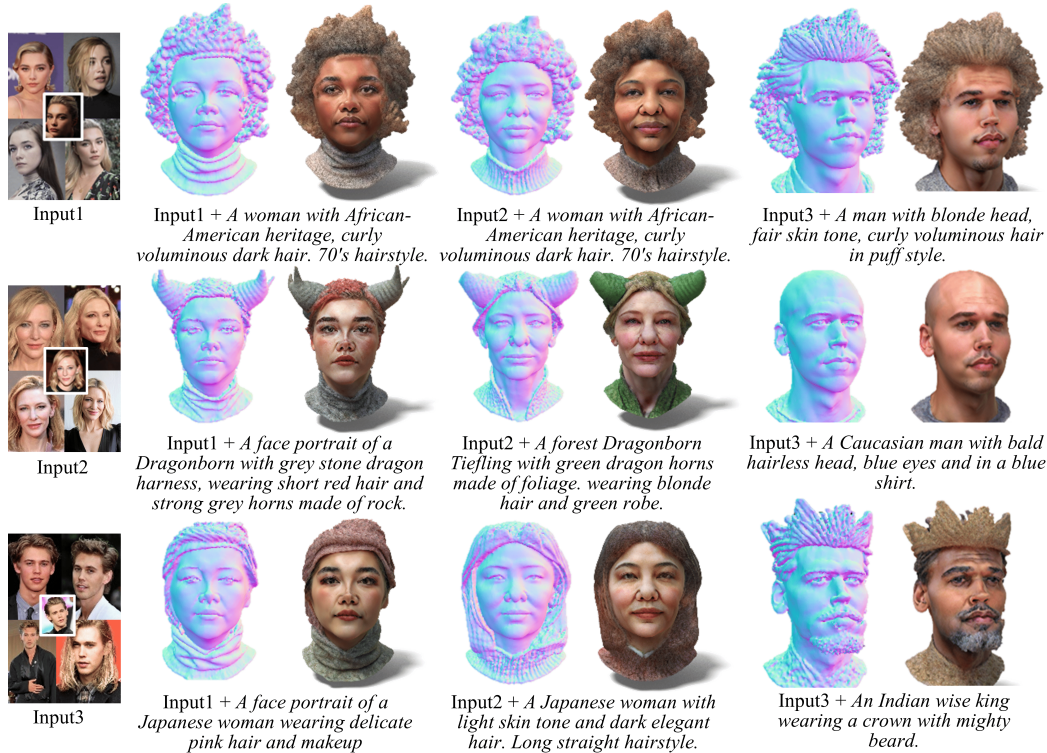 Input1
Input1 + A woman with African-
American heritage, curly
voluminous dark hair. 70's hairstyle.
Input2 + A woman with African-
American heritage, curly
voluminous dark hair. 70's hairstyle.
Input3 + A man with blonde head,
fair skin tone, curly voluminous hair
in puff style.
Input2
Input1 + A face portrait of a
Dragonborn with grey stone dragon
harness, wearing short red hair and
strong grey horns made of rock.
Input2 + A forest Dragonborn
Tiefling with green dragon horns
made of foliage. wearing blonde
hair and green robe.
Input3 + A Caucasian man with bald
hairless head, blue eyes and in a blue
shirt.
Input3
Input1 + A face portrait of a
Japanese woman wearing delicate
pink hair and makeup
Input2 + A Japanese woman with
light skin tone and dark elegant
hair. Long straight hairstyle.
Input3 + An Indian wise king
wearing a crown with mighty
beard.